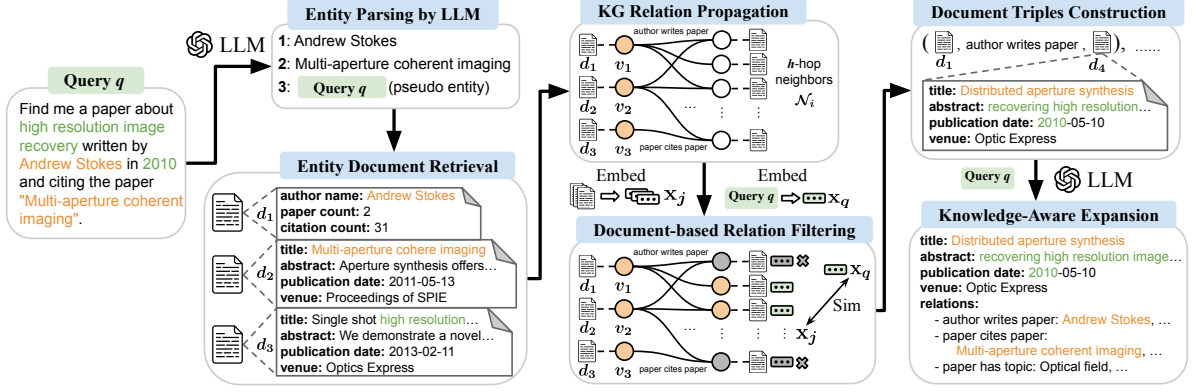 Query q
Find me a paper about
high resolution image
recovery written by
Andrew Stokes in 2010
and citing the paper
"Multi-aperture coherent
imaging".
LLM
Entity Parsing by LLM
1: Andrew Stokes
2: Multi-aperture coherent imaging
3: Query q (pseudo entity)
Entity Document Retrieval
d1
author name: Andrew Stokes
paper count: 2
citation count: 31
d2
title: Multi-aperture cohere imaging
abstract: Aperture synthesis offers…
publication date: 2011-05-13
venue: Proceedings of SPIE
d3
title: Single shot high resolution…
abstract: We demonstrate a novel…
publication date: 2013-02-11
venue: Optics Express
KG Relation Propagation
author writes paper
d1 v1
d2 v2
d3 v3
...
⋮
⋮
paper cites paper
h-hop
neighbors
𝒩i
Embed
xj
Embed
Query q xq
Document-based Relation Filtering
author writes paper
d1 v1
d2 v2
d3 v3
...
⋮
⋮
paper cites paper
xq
Sim
xj
Document Triples Construction
( d1 , author writes paper , d4 ), ......
title: Distributed aperture synthesis
abstract: recovering high resolution…
publication date: 2010-05-10
venue: Optic Express
Query q
LLM
Knowledge-Aware Expansion
title: Distributed aperture synthesis
abstract: recovering high resolution image…
publication date: 2010-05-10
venue: Optic Express
relations:
- author writes paper: Andrew Stokes, …
- paper cites paper:
Multi-aperture coherent imaging, …
- paper has topic: Optical field, …